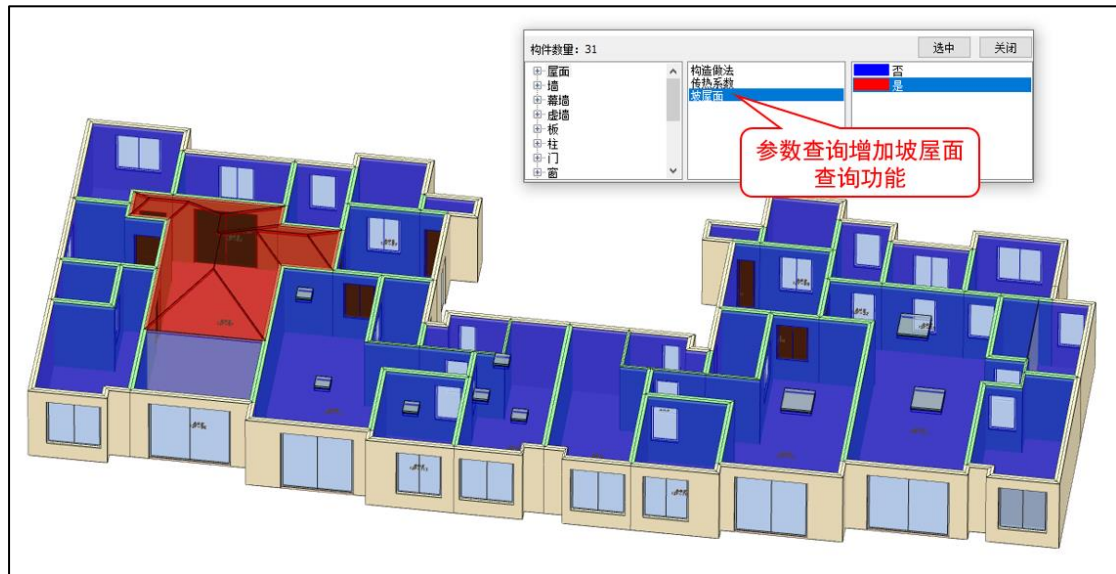 构件数量: 31
选中
关闭
屋面
墙
幕墙
虚墙
板
柱
门
窗
构造做法
传热系数
坡屋面
否
是
参数查询增加坡屋面
查询功能